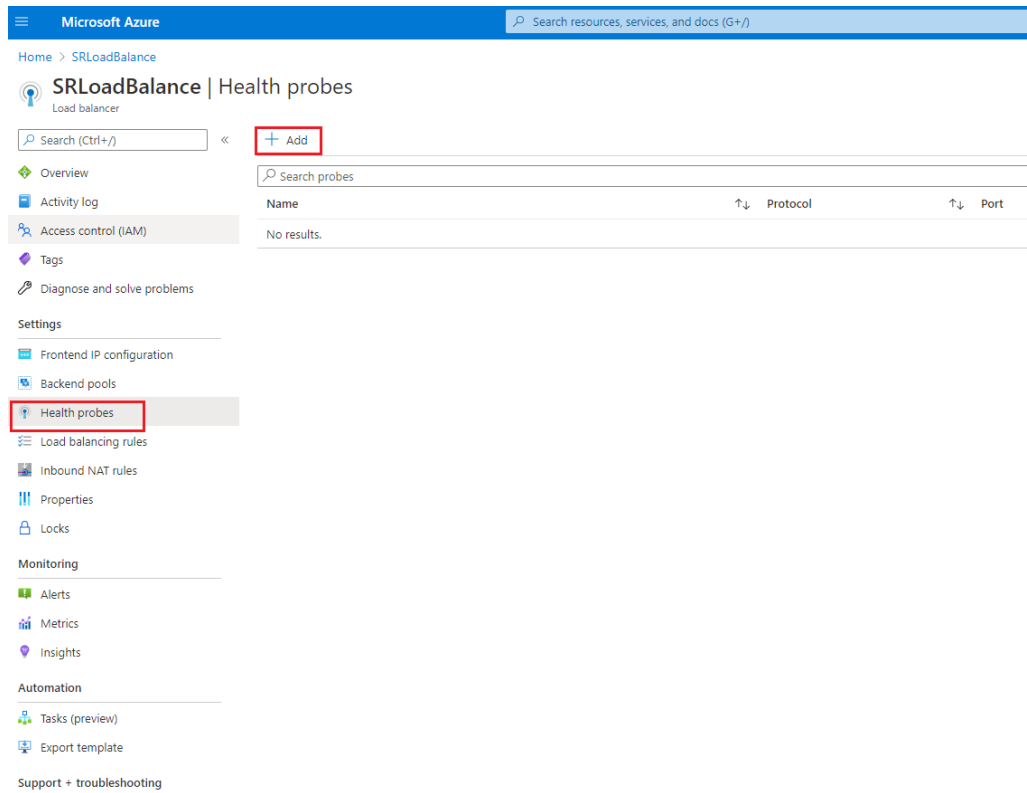 Microsoft Azure
Search resources, services, and docs (G+/)
Home > SRLoadBalance
SRLoadBalance | Health probes
Load balancer
Search (Ctrl+/)
«
+ Add
Overview
Activity log
Access control (IAM)
Tags
Diagnose and solve problems
Settings
Frontend IP configuration
Backend pools
Health probes
Load balancing rules
Inbound NAT rules
Properties
Locks
Monitoring
Alerts
Metrics
Insights
Automation
Tasks (preview)
Export template
Support + troubleshooting
Search probes
Name ↑↓ Protocol ↑↓ Port
No results.